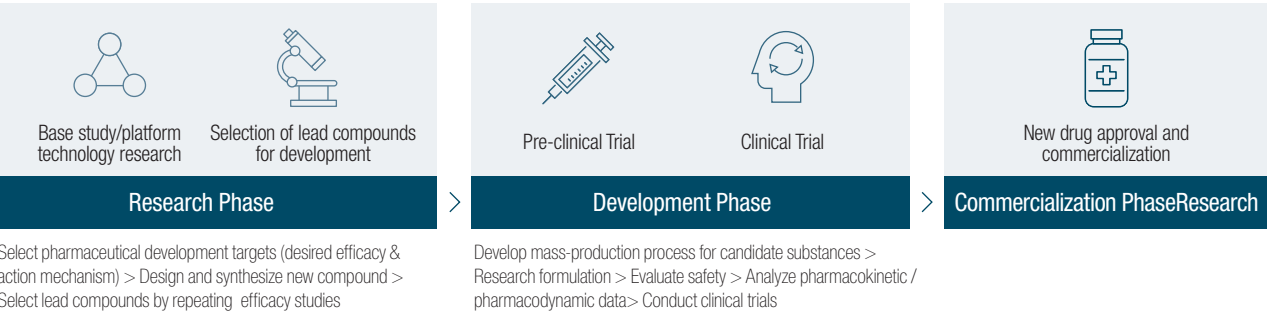 Base study/platform
technology research
Selection of lead compounds
for development
Research Phase
Select pharmaceutical development targets (desired efficacy &
action mechanism) > Design and synthesize new compound >
Select lead compounds by repeating efficacy studies
Pre-clinical Trial
Clinical Trial
Development Phase
Develop mass-production process for candidate substances >
Research formulation > Evaluate safety > Analyze pharmacokinetic /
pharmacodynamic data> Conduct clinical trials
New drug approval and
commercialization
Commercialization PhaseResearch